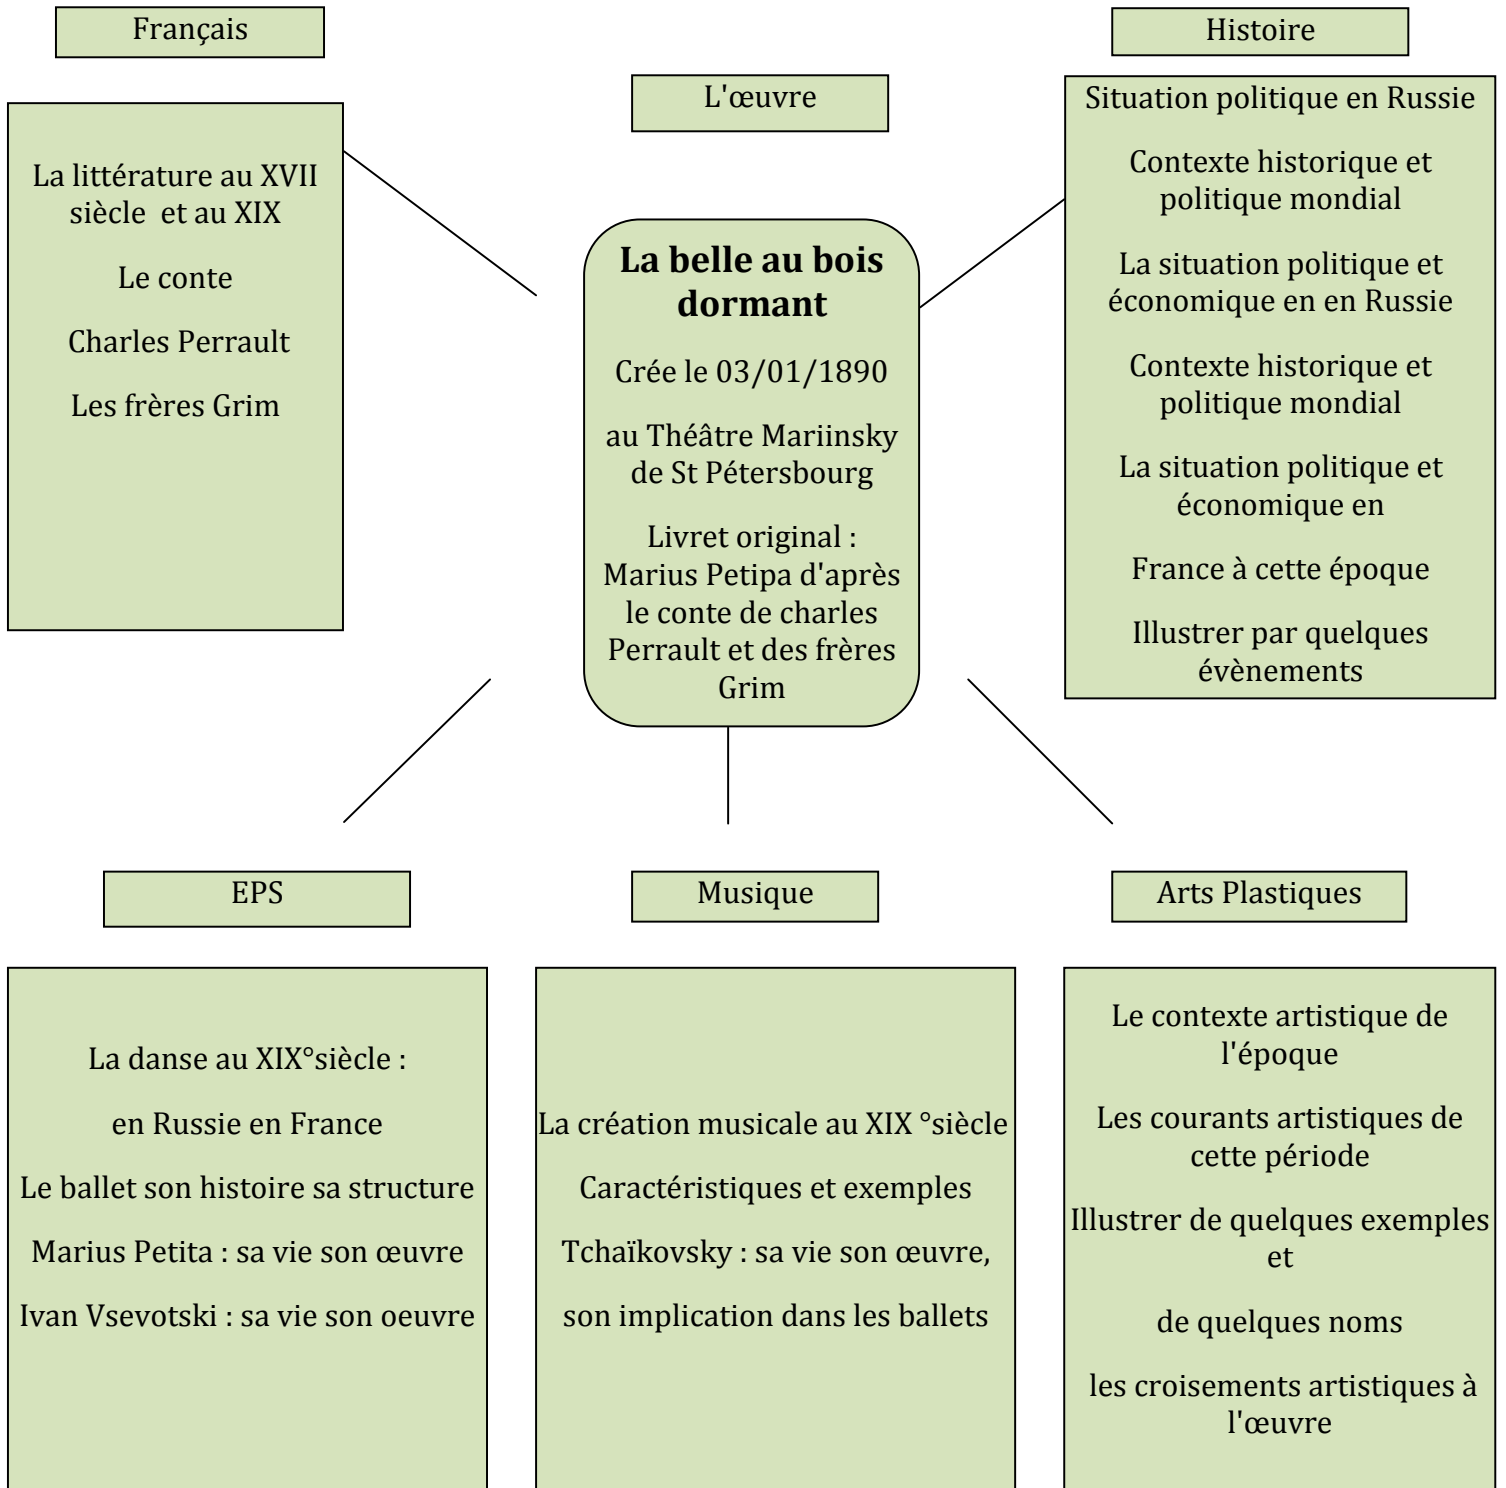 Français
La littérature au XVII
siècle et au XIX
Le conte
Charles Perrault
Les frères Grim
L'œuvre
La belle au bois
dormant
Crée le 03/01/1890
au Théâtre Mariinsky
de St Pétersbourg
Livret original :
Marius Petipa d'après
le conte de charles
Perrault et des frères
Grim
Histoire
Situation politique en Russie
Contexte historique et
politique mondial
La situation politique et
économique en en Russie
Contexte historique et
politique mondial
La situation politique et
économique en
France à cette époque
Illustrer par quelques
évènements
EPS
La danse au XIX°siècle :
en Russie en France
Le ballet son histoire sa structure
Marius Petita : sa vie son œuvre
Ivan Vsevotski : sa vie son oeuvre
Musique
La création musicale au XIX °siècle
Caractéristiques et exemples
Tchaïkovsky : sa vie son œuvre,
son implication dans les ballets
Arts Plastiques
Le contexte artistique de
l'époque
Les courants artistiques de
cette période
Illustrer de quelques exemples
et
de quelques noms
les croisements artistiques à
l'œuvre